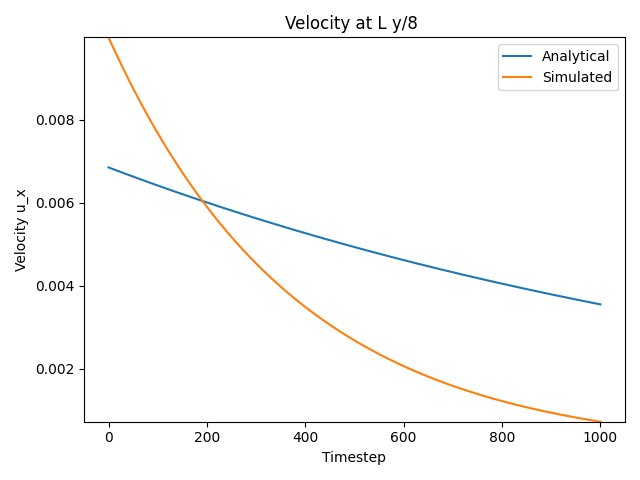 Velocity at L y/8
Analytical
Simulated
Velocity u_x
0.008
0.006
0.004
0.002
0
200
400
600
800
1000
Timestep